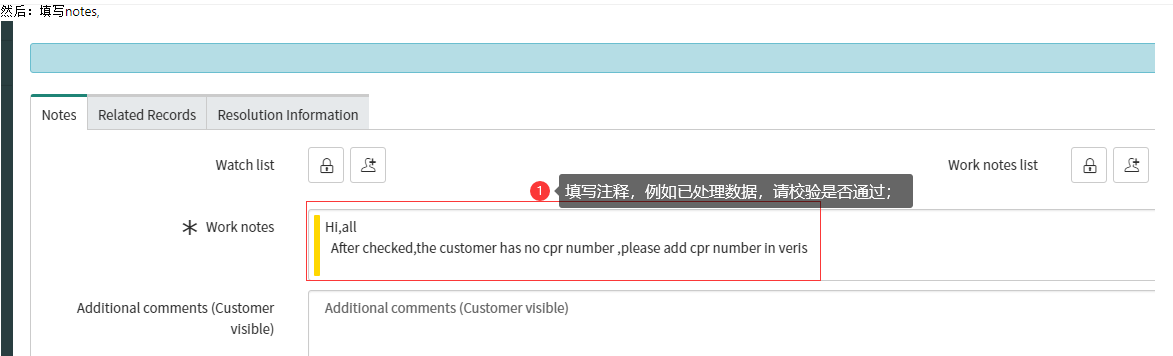 然后：填写notes,
Notes
Related Records
Resolution Information
Watch list
Work notes list
1
填写注释，例如已处理数据，请校验是否通过；
Work notes
Hi,all
After checked,the customer has no cpr number ,please add cpr number in veris
Additional comments (Customer
visible)
Additional comments (Customer visible)